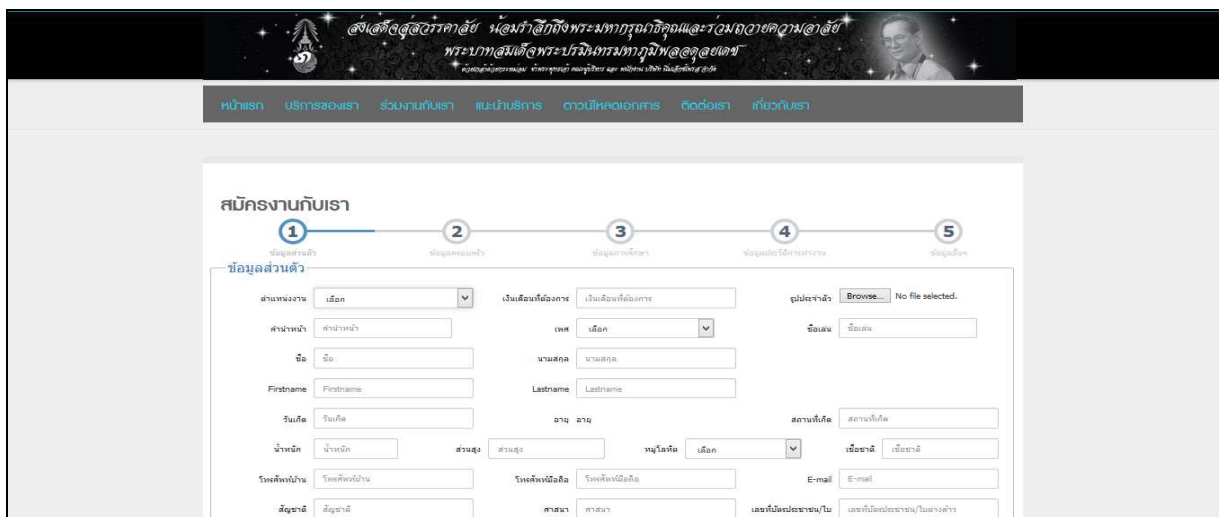 ส่งเสด็จสู่สวรรคาลัย น้อมรำลึกถึงพระมหากรุณาธิคุณและร่วมถวายความอาลัย
พระบาทสมเด็จพระปรมินทรมหาภูมิพลอดุลยเดช
หน้าแรก บริการของเรา ร่วมงานกับเรา แนะนำบริการ ดาวน์โหลดเอกสาร ติดต่อเรา เกี่ยวกับเรา
สมัครงานกับเรา
1 2 3 4 5
ข้อมูลส่วนตัว ข้อมูลครอบครัว ข้อมูลการศึกษา ข้อมูลประวัติการทำงาน ข้อมูลอื่นๆ
ข้อมูลส่วนตัว
ตำแหน่งงาน เลือก เงินเดือนที่ต้องการ เงินเดือนที่ต้องการ รูปประจำตัว Browse... No file selected.
คำนำหน้า คำนำหน้า เพศ เลือก ชื่อเล่น ชื่อเล่น
ชื่อ ชื่อ นามสกุล นามสกุล
Firstname Firstname Lastname Lastname
วันเกิด วันเกิด อายุ อายุ สถานที่เกิด สถานที่เกิด
น้ำหนัก น้ำหนัก ส่วนสูง ส่วนสูง หมู่โลหิต เลือก เชื้อชาติ เชื้อชาติ
โทรศัพท์บ้าน โทรศัพท์บ้าน โทรศัพท์มือถือ โทรศัพท์มือถือ E-mail E-mail
สัญชาติ สัญชาติ ศาสนา ศาสนา เลขที่บัตรประชาชน/ใบ เลขที่บัตรประชาชน/ใบต่างด้าว